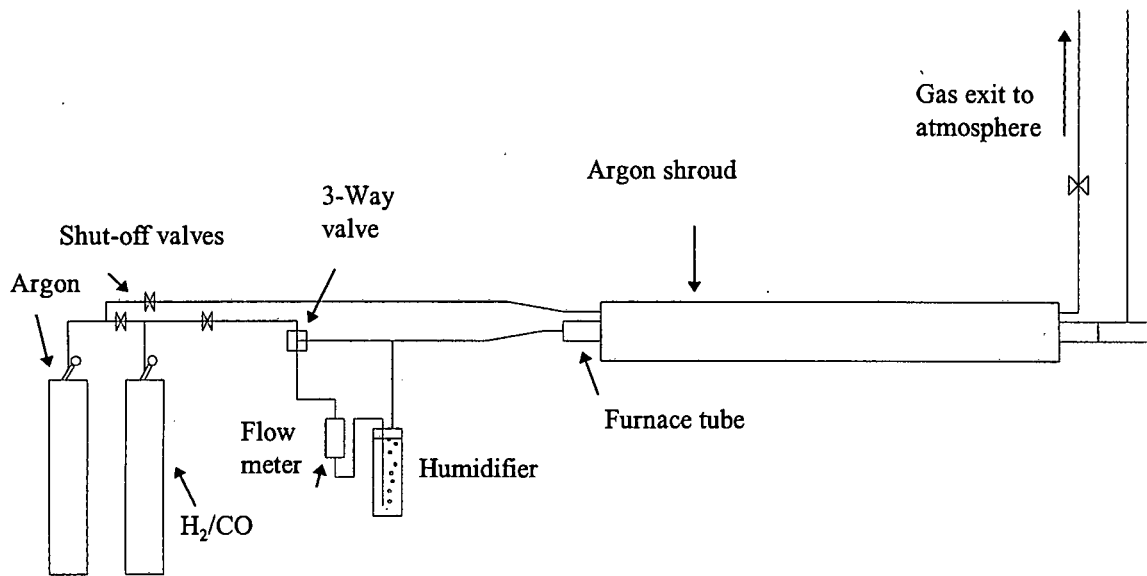 Gas exit to
atmosphere
Argon shroud
3-Way
valve
Shut-off valves
Argon
Furnace tube
Flow
meter
Humidifier
H₂/CO